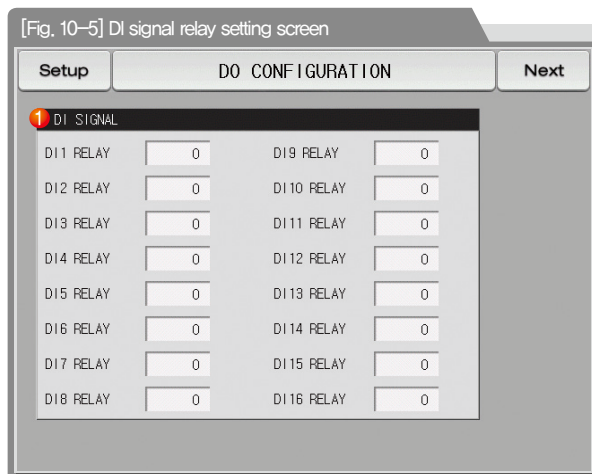 [Fig. 10-5] DI signal relay setting screen
Setup DO CONFIGURATION Next
1 DI SIGNAL
DI1 RELAY 0 DI9 RELAY 0
DI2 RELAY 0 DI10 RELAY 0
DI3 RELAY 0 DI11 RELAY 0
DI4 RELAY 0 DI12 RELAY 0
DI5 RELAY 0 DI13 RELAY 0
DI6 RELAY 0 DI14 RELAY 0
DI7 RELAY 0 DI15 RELAY 0
DI8 RELAY 0 DI16 RELAY 0